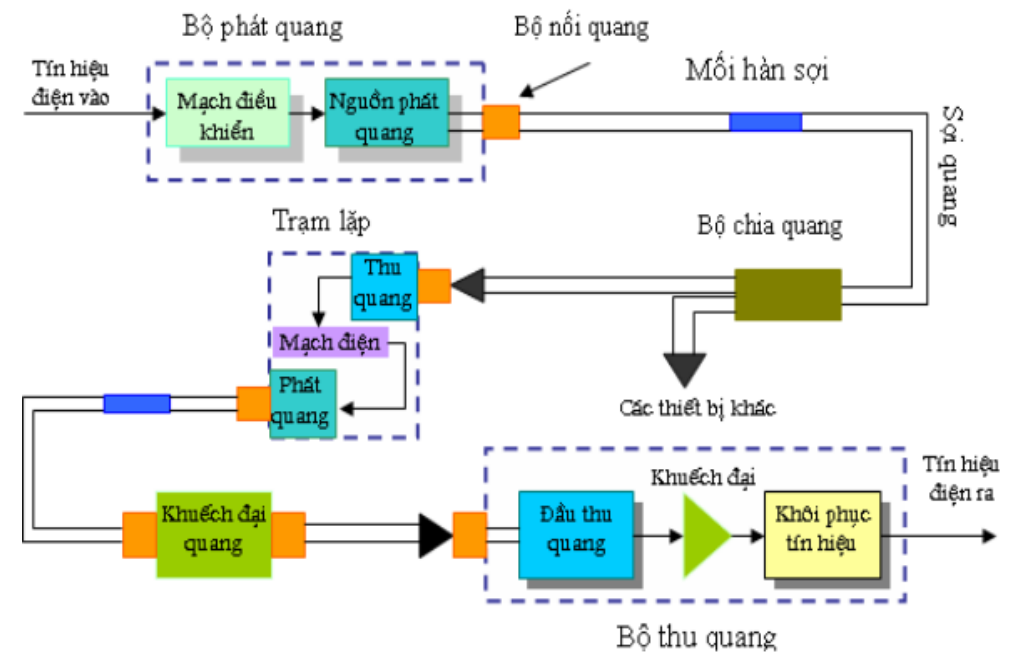 Bộ phát quang
Bộ nối quang
Tín hiệu
điện vào
Mối hàn sợi
Mạch điều
khiển
Nguồn phát
quang
Sợi quang
Trạm lặp
Bộ chia quang
Thu
quang
Mạch điện
Phát
quang
Các thiết bị khác
Khuếch đại
quang
Đầu thu
quang
Khuếch đại
Khôi phục
tín hiệu
Tín hiệu
điện ra
Bộ thu quang